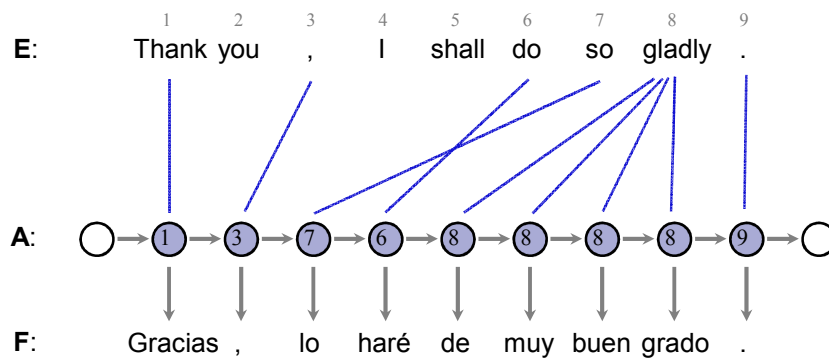 1 2 3 4 5 6 7 8 9
E: Thank you , I shall do so gladly .
A: 1 3 7 6 8 8 8 8 9
F: Gracias , lo haré de muy buen grado .